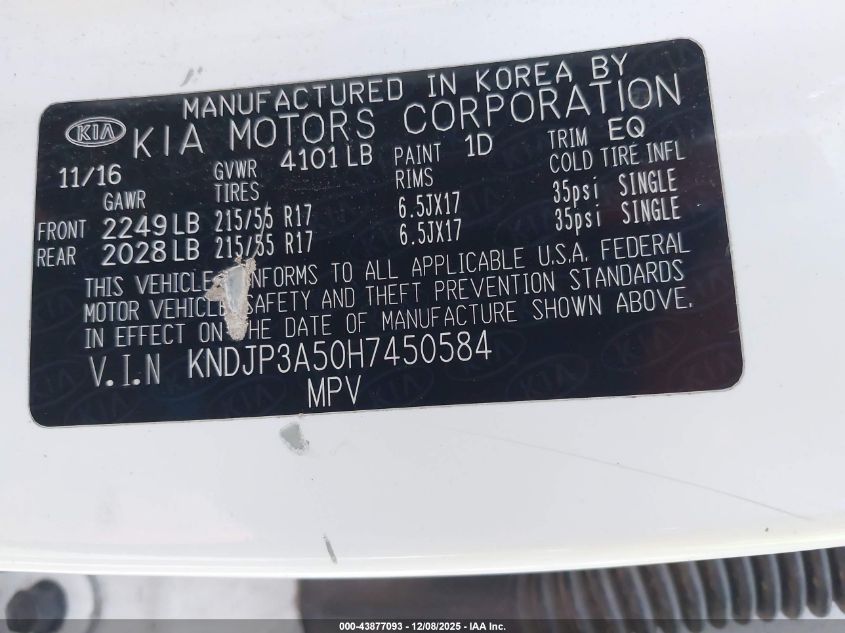 MANUFACTURED IN KOREA BY
KIA KIA MOTORS CORPORATION
11/16 GVWR 4101 LB PAINT 1D TRIM EQ
GAWR TIRES RIMS COLD TIRE INFL
FRONT 2249 LB 215/55 R17 6.5JX17 35psi SINGLE
REAR 2028 LB 215/55 R17 6.5JX17 35psi SINGLE
THIS VEHICLE NFORMS TO ALL APPLICABLE U.S.A. FEDERAL
MOTOR VEHICLE SAFETY AND THEFT PREVENTION STANDARDS
IN EFFECT ON THE DATE OF MANUFACTURE SHOWN ABOVE.
V.I.N KNDJP3A50H7450584
MPV
000-43877093 - 12/08/2025 - IAA Inc.